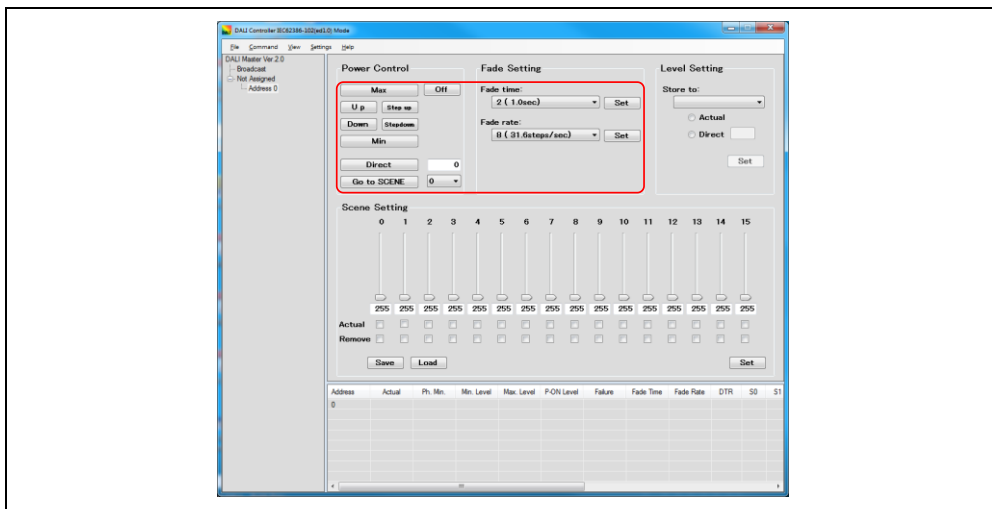 DALI Controller IEC62386-102(ed1.0) Mode
File Command View Settings Help
DALI Master Ver.2.0
Broadcast
Not Assigned
Address 0
Power Control
Max Off
Up Step up
Down Stepdown
Min
Direct 0
Go to SCENE 0
Fade Setting
Fade time:
2 ( 1.0sec) Set
Fade rate:
8 ( 31.6steps/sec) Set
Level Setting
Store to:
Actual
Direct
Set
Scene Setting
0 1 2 3 4 5 6 7 8 9 10 11 12 13 14 15
255 255 255 255 255 255 255 255 255 255 255 255 255 255 255 255
Actual
Remove
Save Load Set
Address Actual Ph. Min. Min. Level Max. Level P-ON Level Failure Fade Time Fade Rate DTR S0 S1
0